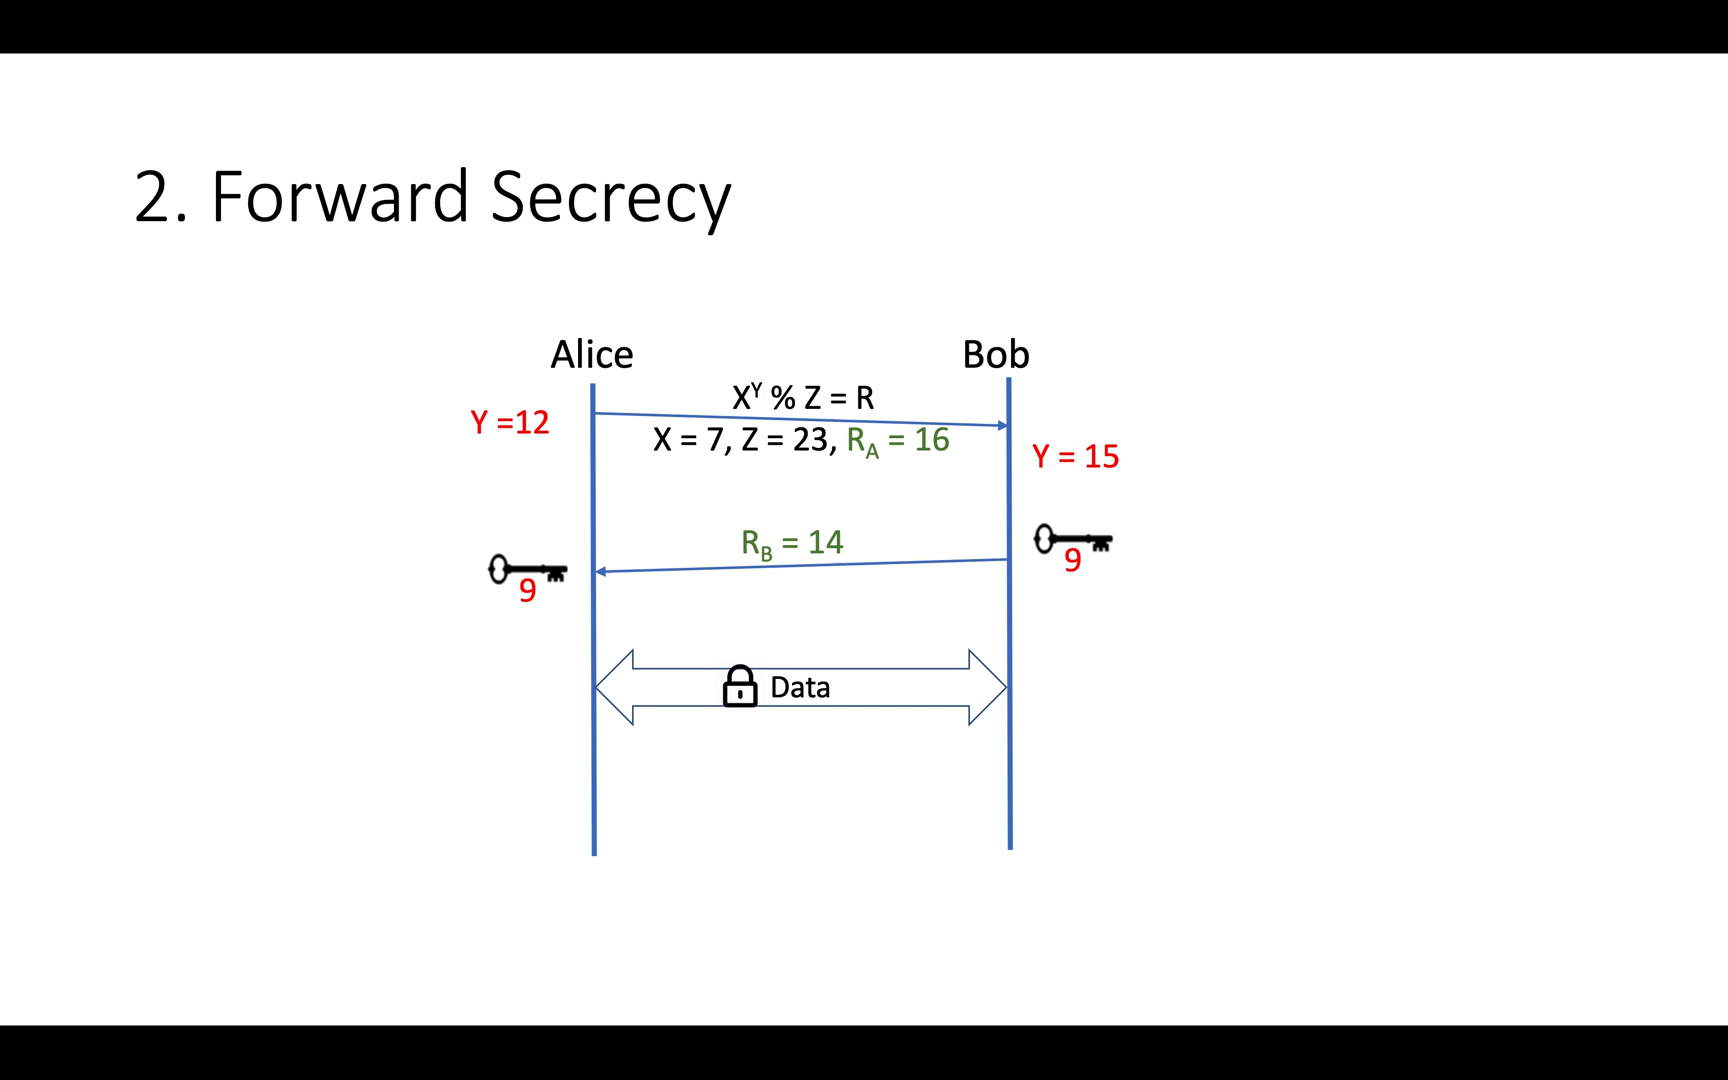 2. Forward Secrecy
Alice
Bob
X^Y % Z = R
Y =12
X = 7, Z = 23, R_A = 16
Y = 15
R_B = 14
9
9
Data